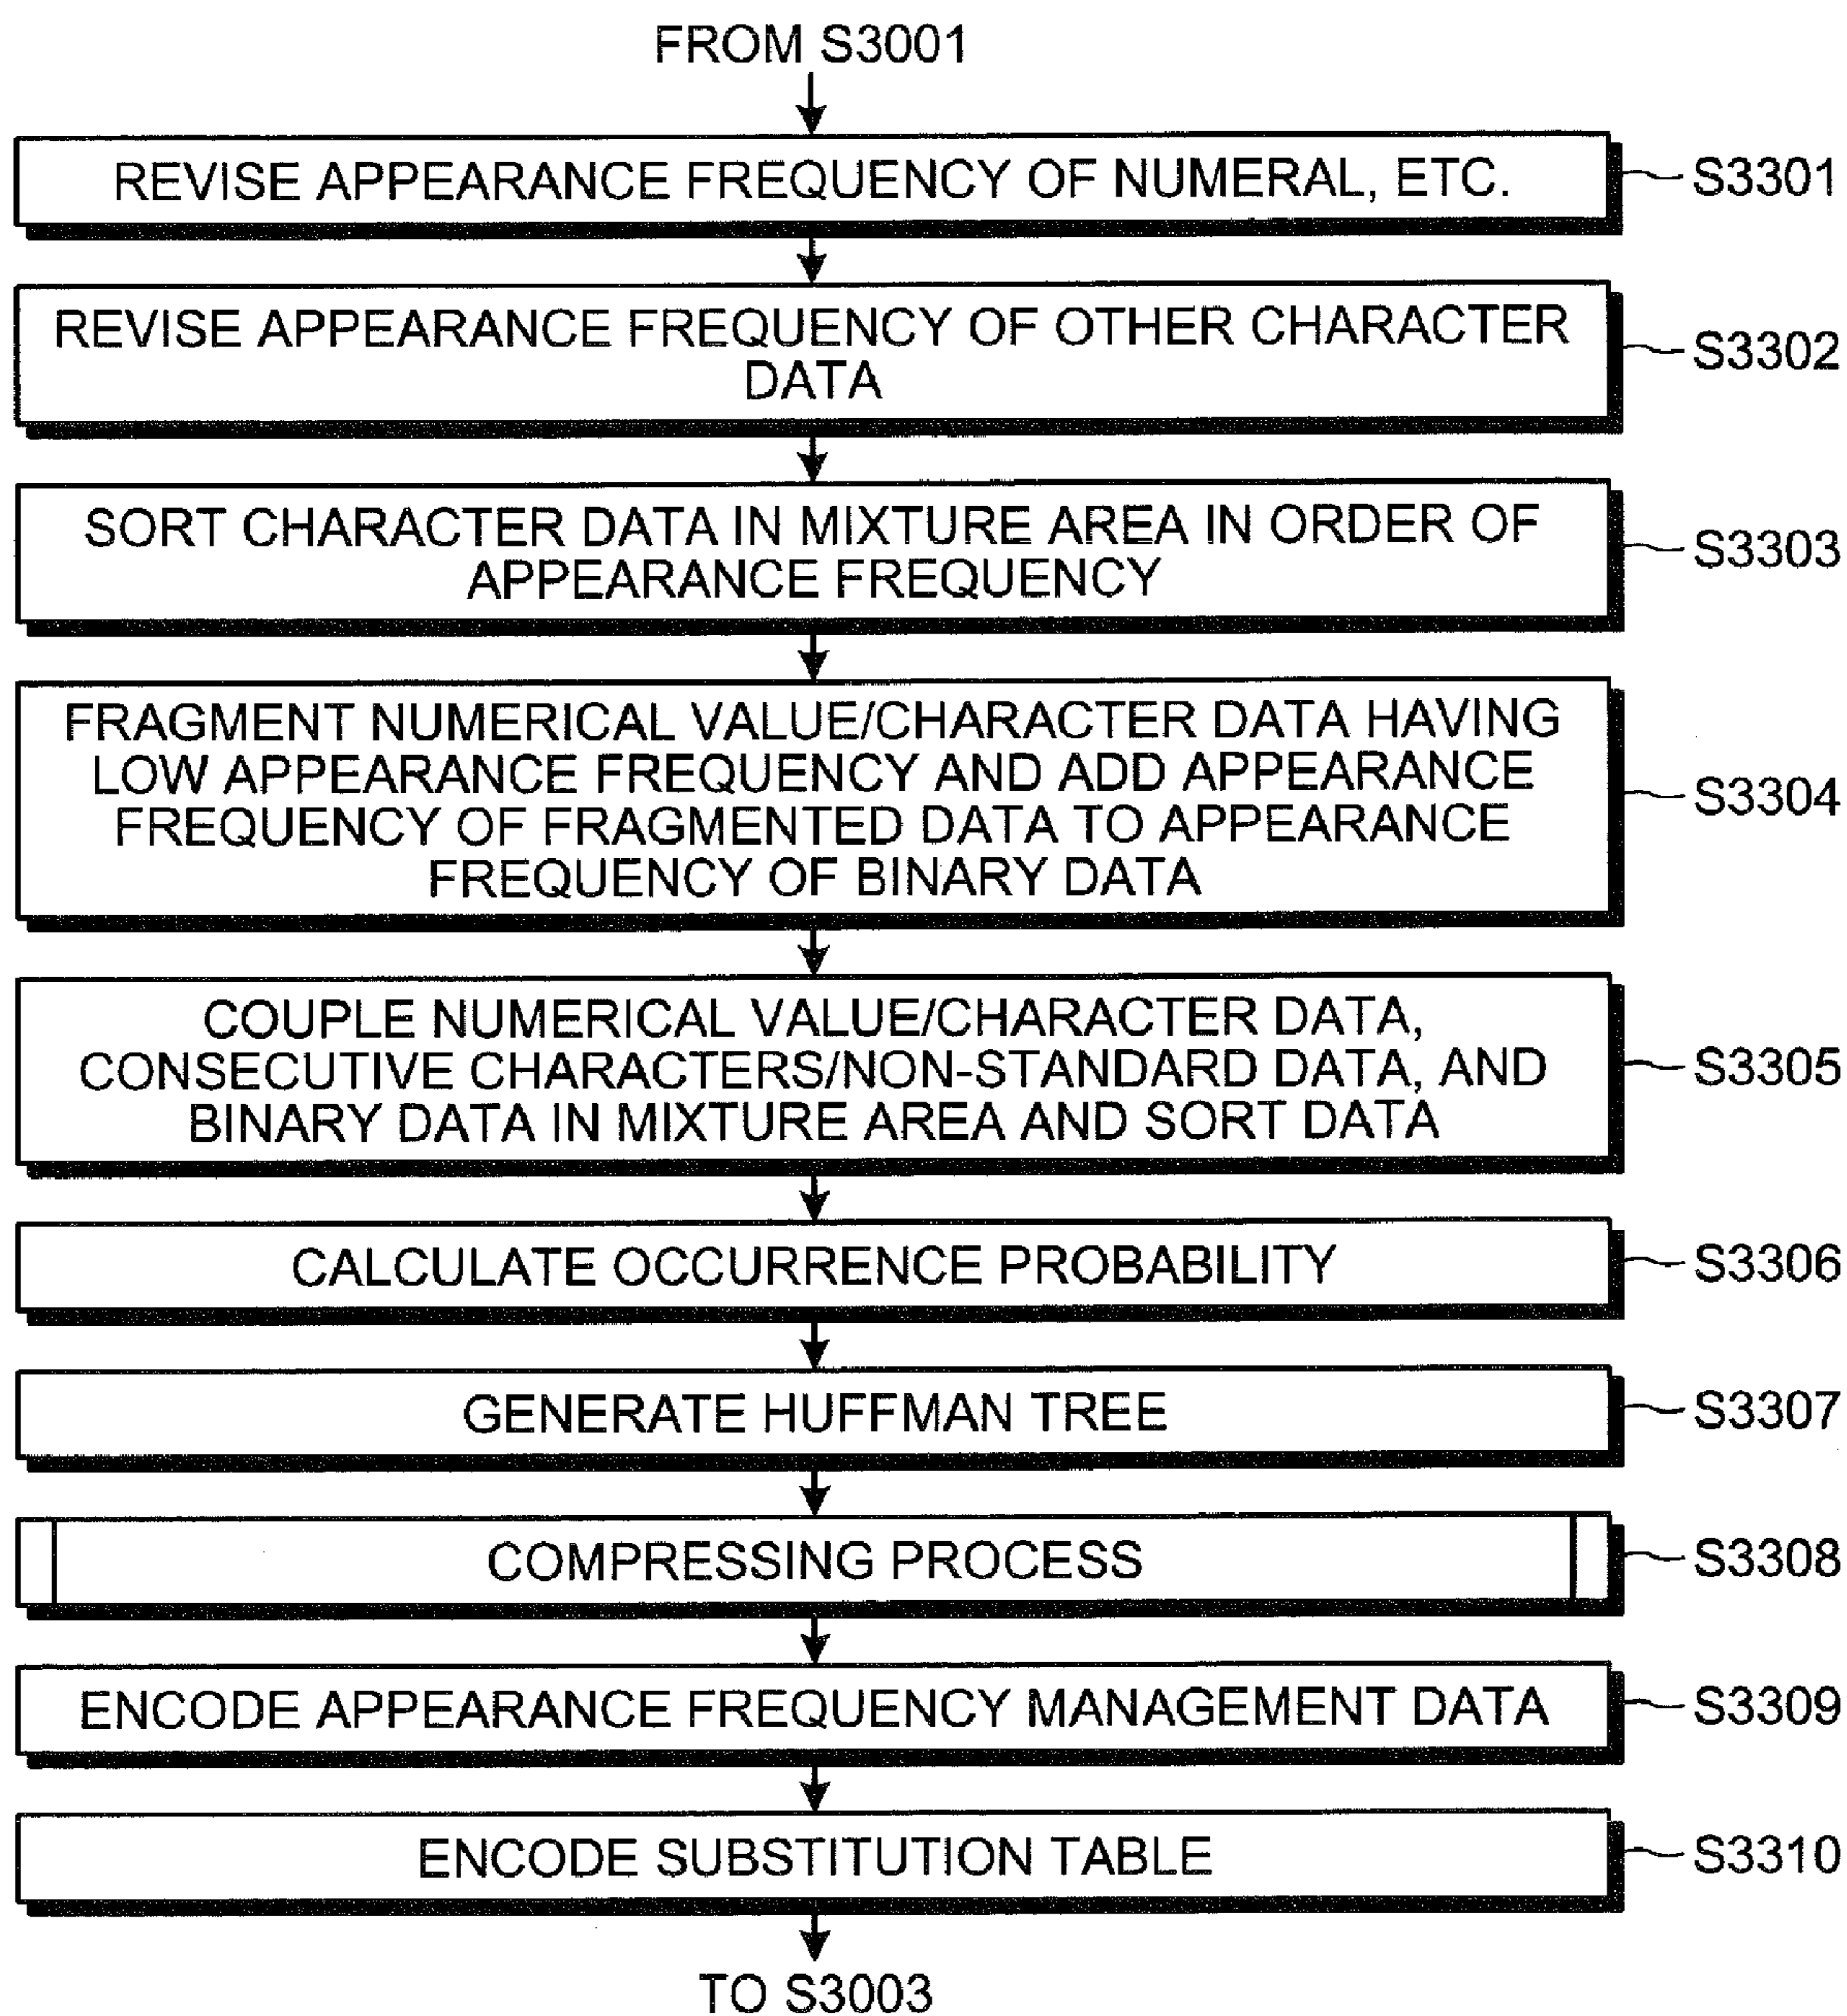 FROM S3001
REVISE APPEARANCE FREQUENCY OF NUMERAL, ETC.
S3301
REVISE APPEARANCE FREQUENCY OF OTHER CHARACTER
DATA
S3302
SORT CHARACTER DATA IN MIXTURE AREA IN ORDER OF
APPEARANCE FREQUENCY
S3303
FRAGMENT NUMERICAL VALUE/CHARACTER DATA HAVING
LOW APPEARANCE FREQUENCY AND ADD APPEARANCE
FREQUENCY OF FRAGMENTED DATA TO APPEARANCE
FREQUENCY OF BINARY DATA
S3304
COUPLE NUMERICAL VALUE/CHARACTER DATA,
CONSECUTIVE CHARACTERS/NON-STANDARD DATA, AND
BINARY DATA IN MIXTURE AREA AND SORT DATA
S3305
CALCULATE OCCURRENCE PROBABILITY
S3306
GENERATE HUFFMAN TREE
S3307
COMPRESSING PROCESS
S3308
ENCODE APPEARANCE FREQUENCY MANAGEMENT DATA
S3309
ENCODE SUBSTITUTION TABLE
S3310
TO S3003